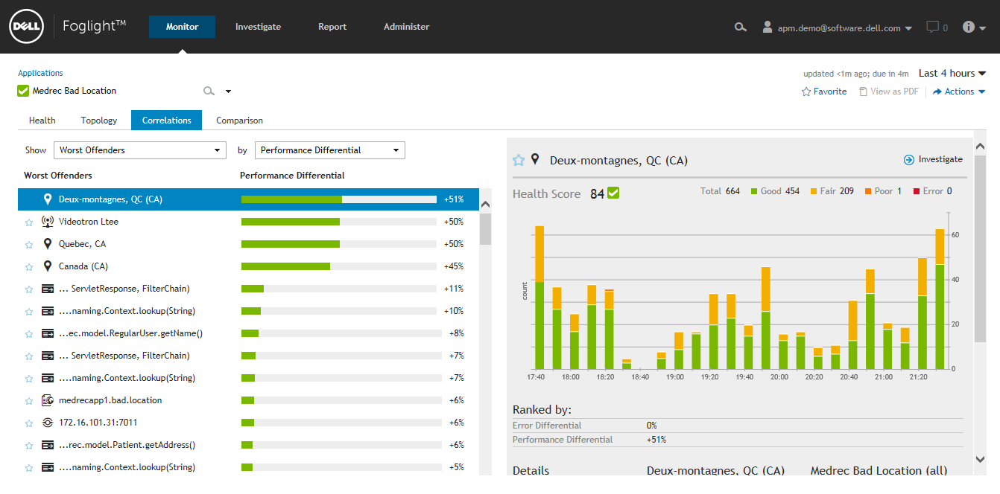 DELL Foglight™ Monitor Investigate Report Administer apm.demo@software.dell.com 0
Applications
updated <1m ago; due in 4m Last 4 hours
Medrec Bad Location
Favorite View as PDF Actions
Health Topology Correlations Comparison
Show Worst Offenders by Performance Differential
Worst Offenders Performance Differential
Deux-montagnes, QC (CA) +51%
Videotron Ltee +50%
Quebec, CA +50%
Canada (CA) +45%
... ServletResponse, FilterChain) +11%
....naming.Context.lookup(String) +10%
...ec.model.RegularUser.getName() +8%
... ServletResponse, FilterChain) +7%
....naming.Context.lookup(String) +7%
medrecapp1.bad.location +6%
172.16.101.31:7011 +6%
...rec.model.Patient.getAddress() +6%
....naming.Context.lookup(String) +5%
Deux-montagnes, QC (CA) Investigate
Health Score 84 Total 664 Good 454 Fair 209 Poor 1 Error 0
count
60
40
20
0
17:40 18:00 18:20 18:40 19:00 19:20 19:40 20:00 20:20 20:40 21:00 21:20
Ranked by:
Error Differential 0%
Performance Differential +51%
Details Deux-montagnes, QC (CA) Medrec Bad Location (all)